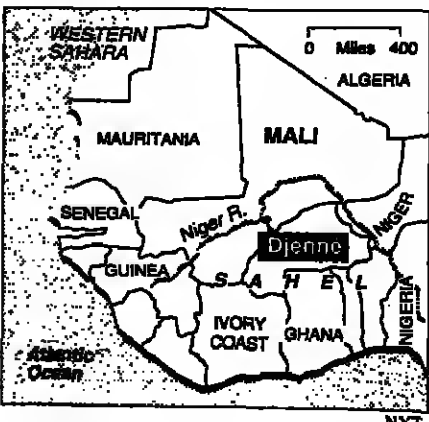 WESTERN
SAHARA
0 Miles 400
ALGERIA
MAURITANIA
MALI
SENEGAL
Niger R.
NIGER
Djenne
GUINEA
S A H E L
IVORY
COAST
GHANA
NIGERIA
Atlantic
Ocean
NYT